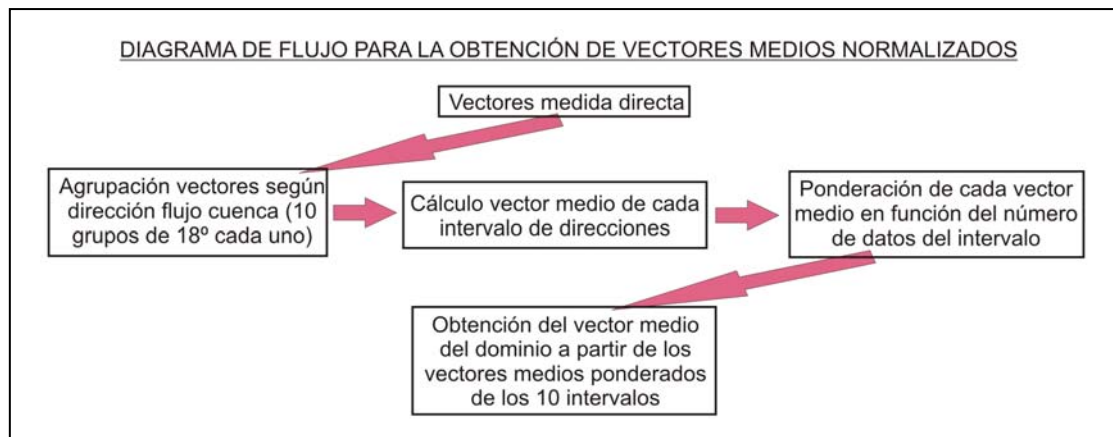 DIAGRAMA DE FLUJO PARA LA OBTENCIÓN DE VECTORES MEDIOS NORMALIZADOS
Vectores medida directa
Agrupación vectores según
dirección flujo cuenca (10
grupos de 18º cada uno)
Cálculo vector medio de cada
intervalo de direcciones
Ponderación de cada vector
medio en función del número
de datos del intervalo
Obtención del vector medio
del dominio a partir de los
vectores medios ponderados
de los 10 intervalos